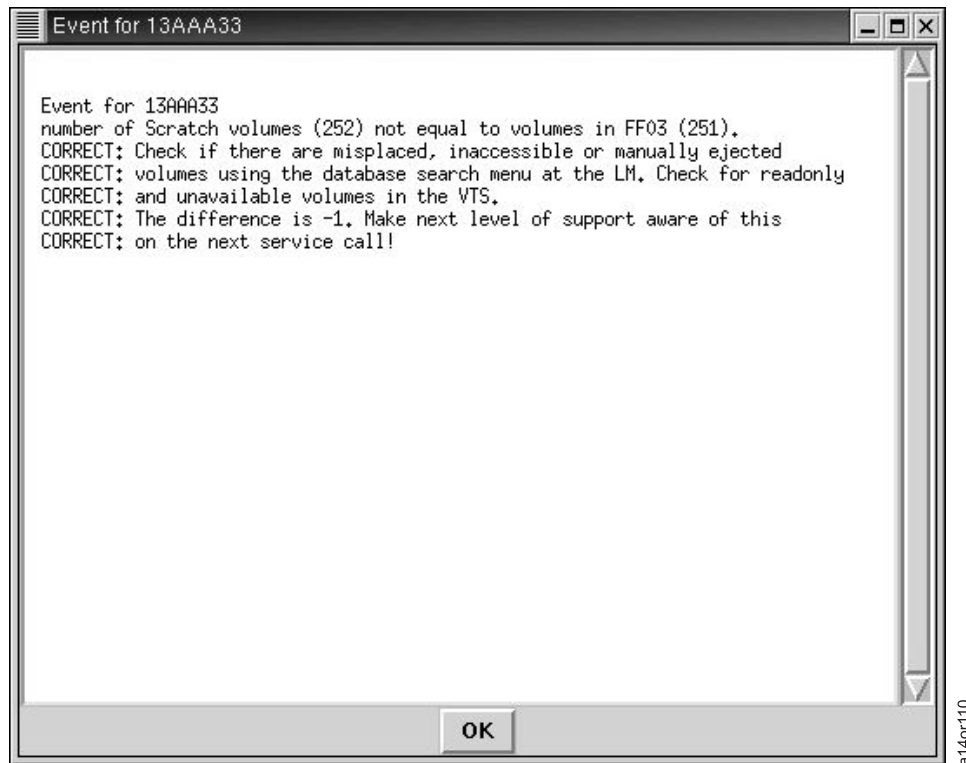 Event for 13AAA33
Event for 13AAA33
number of Scratch volumes (252) not equal to volumes in FF03 (251).
CORRECT: Check if there are misplaced, inaccessible or manually ejected
CORRECT: volumes using the database search menu at the LM. Check for readonly
CORRECT: and unavailable volumes in the VTS.
CORRECT: The difference is -1. Make next level of support aware of this
CORRECT: on the next service call!
OK
a14or110